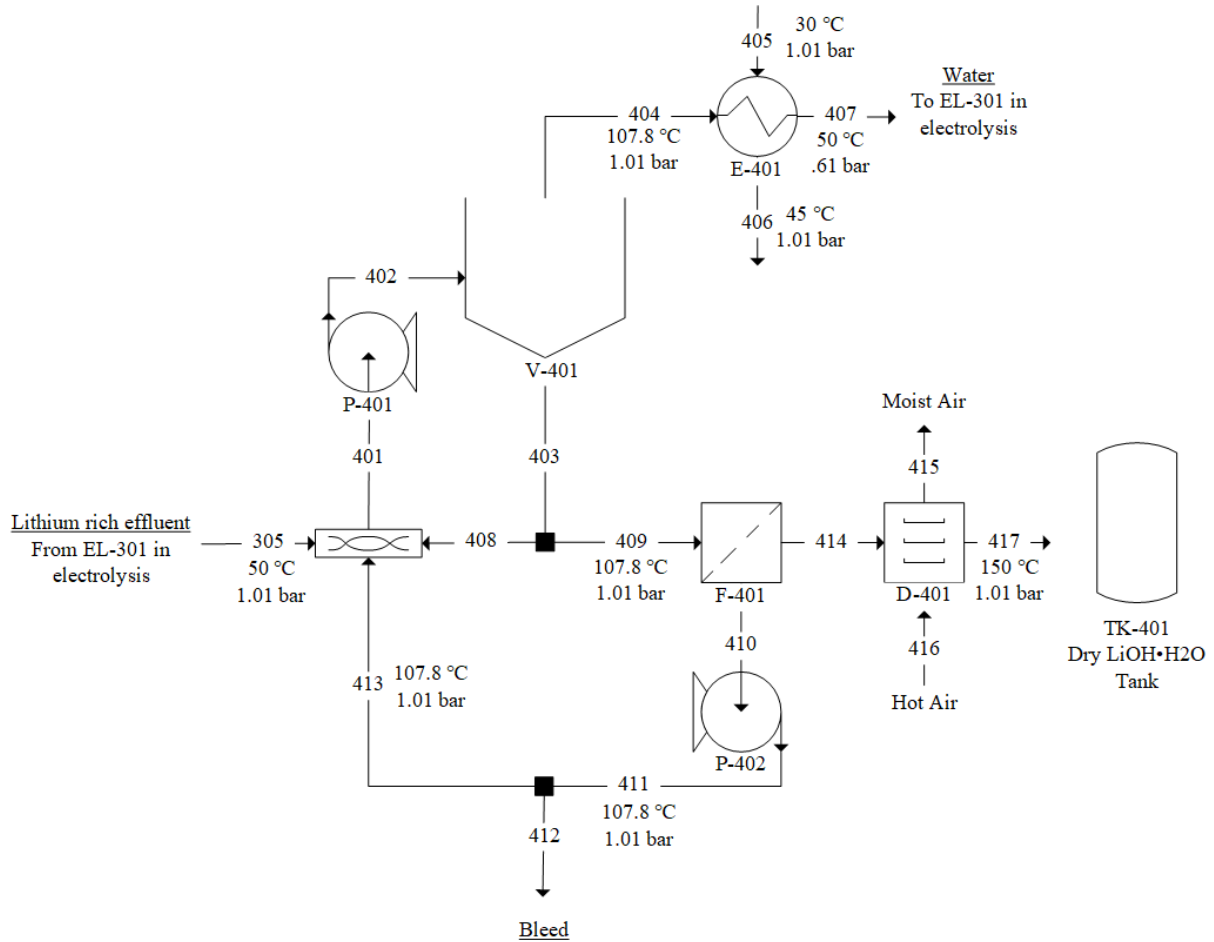 30 ℃
405
1.01 bar
Water
To EL-301 in
electrolysis
404
107.8 ℃
1.01 bar
407
50 ℃
.61 bar
E-401
406
45 ℃
1.01 bar
402
V-401
P-401
401
403
Moist Air
415
Lithium rich effluent
From EL-301 in
electrolysis
305
50 ℃
1.01 bar
408
409
107.8 ℃
1.01 bar
414
417
150 ℃
1.01 bar
F-401
D-401
410
416
Hot Air
TK-401
Dry LiOH•H2O
Tank
413
107.8 ℃
1.01 bar
P-402
411
107.8 ℃
1.01 bar
412
Bleed